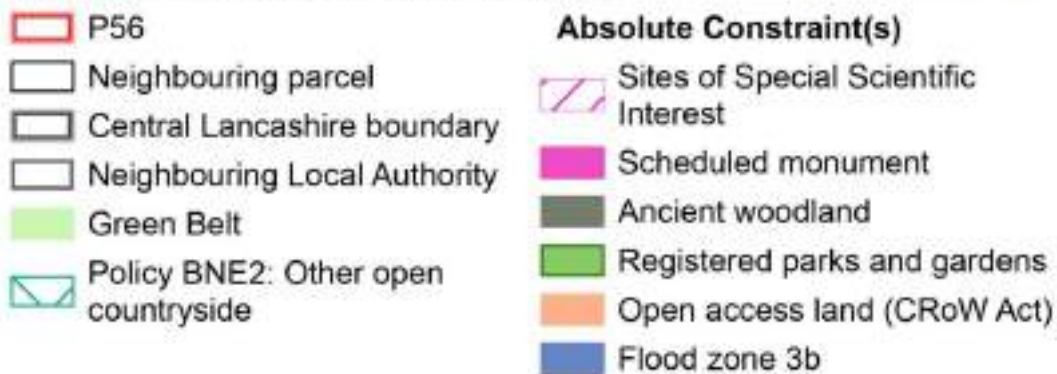 P56
Neighbouring parcel
Central Lancashire boundary
Neighbouring Local Authority
Green Belt
Policy BNE2: Other open
countryside
Absolute Constraint(s)
Sites of Special Scientific
Interest
Scheduled monument
Ancient woodland
Registered parks and gardens
Open access land (CRoW Act)
Flood zone 3b